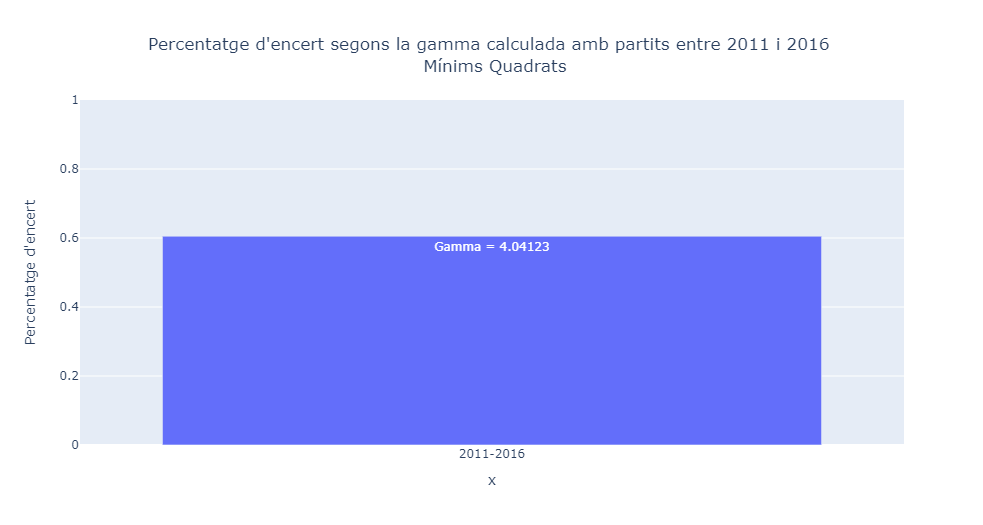 Percentatge d'encert segons la gamma calculada amb partits entre 2011 i 2016
Mínims Quadrats
Percentatge d'encert
1
0.8
0.6
0.4
0.2
0
Gamma = 4.04123
2011-2016
x